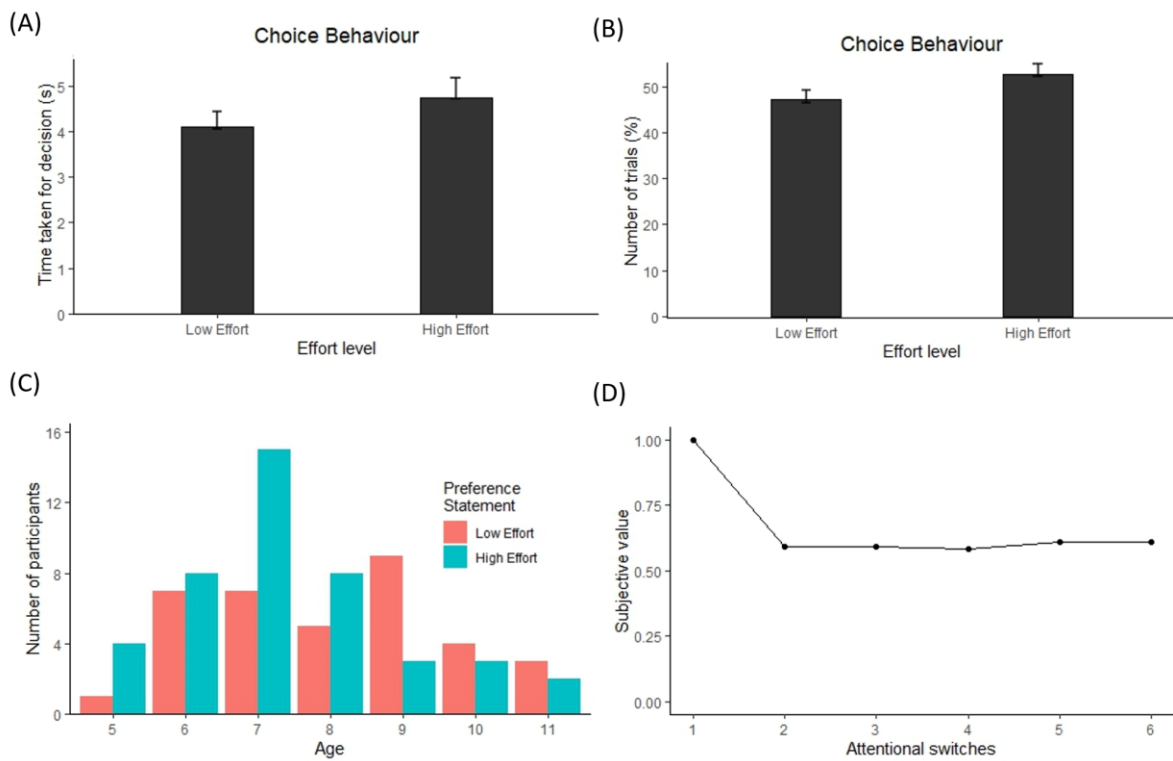 (A)
Choice Behaviour
Time taken for decision (s)
5
4
3
2
1
0
Low Effort
High Effort
Effort level
(B)
Choice Behaviour
Number of trials (%)
50
40
30
20
10
0
Low Effort
High Effort
Effort level
(C)
Number of participants
16
12
8
4
0
Preference
Statement
Low Effort
High Effort
5
6
7
8
9
10
11
Age
(D)
Subjective value
1.00
0.75
0.50
0.25
0.00
1
2
3
4
5
6
Attentional switches